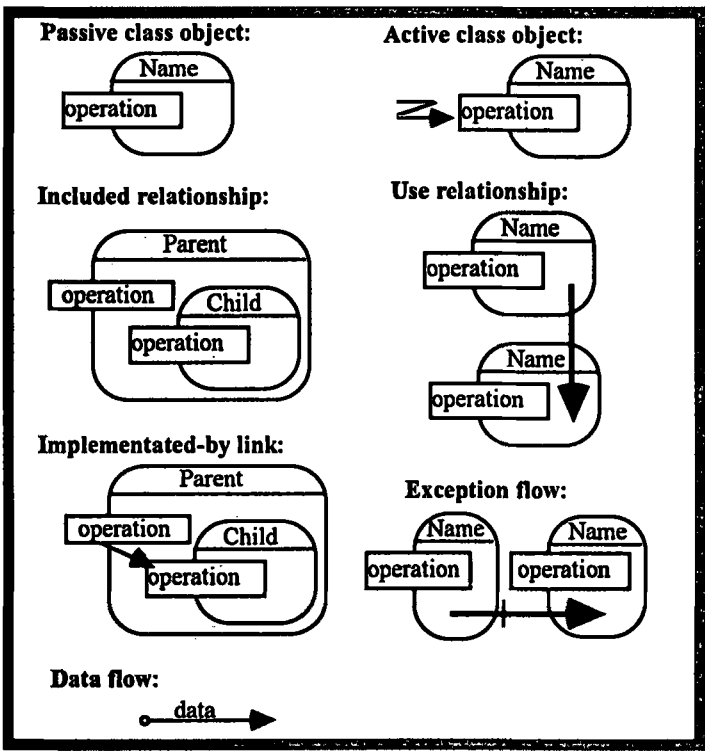 Passive class object:
Name
operation
Active class object:
Name
operation
Included relationship:
Parent
operation
Child
operation
Use relationship:
Name
operation
Name
operation
Implementated-by link:
Parent
operation
Child
operation
Exception flow:
Name
Name
operation
operation
Data flow:
data